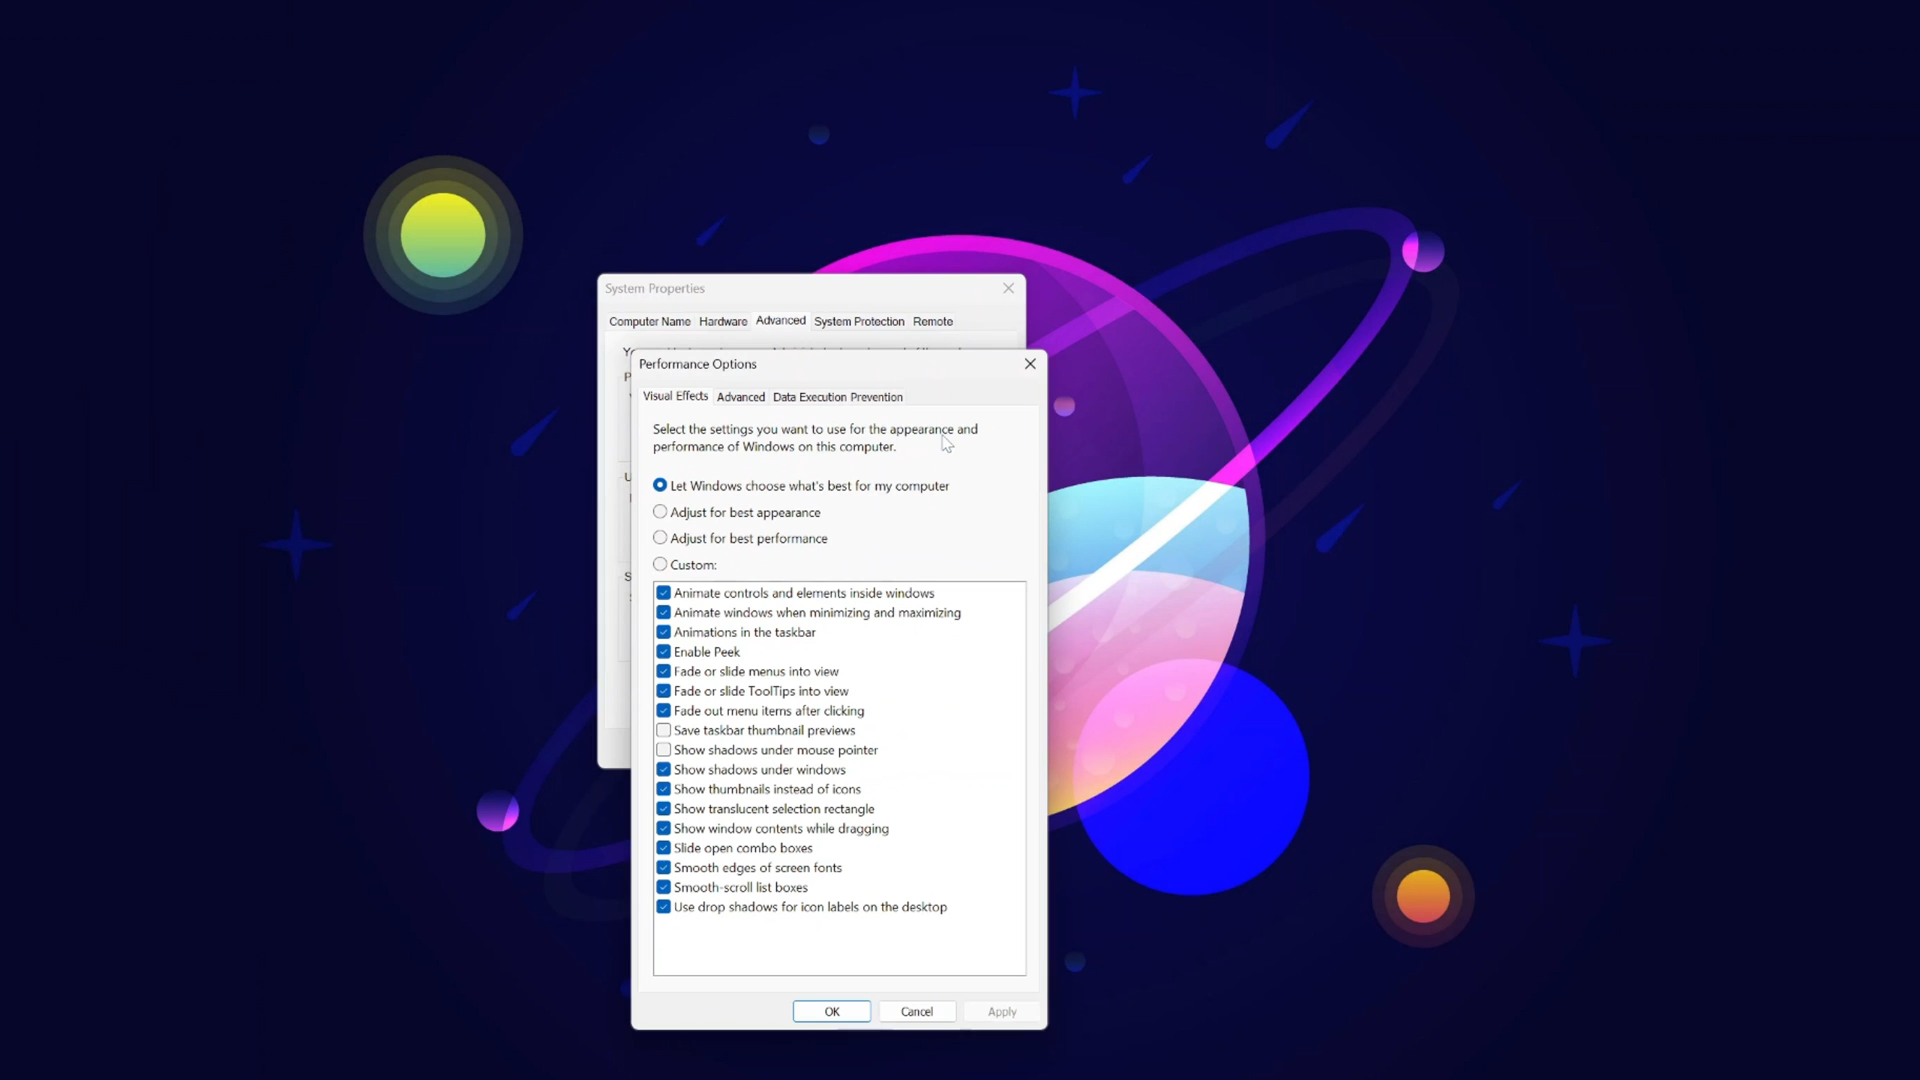 System Properties
Computer Name Hardware Advanced System Protection Remote
Performance Options
Visual Effects Advanced Data Execution Prevention
Select the settings you want to use for the appearance and
performance of Windows on this computer.
Let Windows choose what's best for my computer
Adjust for best appearance
Adjust for best performance
Custom:
Animate controls and elements inside windows
Animate windows when minimizing and maximizing
Animations in the taskbar
Enable Peek
Fade or slide menus into view
Fade or slide ToolTips into view
Fade out menu items after clicking
Save taskbar thumbnail previews
Show shadows under mouse pointer
Show shadows under windows
Show thumbnails instead of icons
Show translucent selection rectangle
Show window contents while dragging
Slide open combo boxes
Smooth edges of screen fonts
Smooth-scroll list boxes
Use drop shadows for icon labels on the desktop
OK Cancel Apply